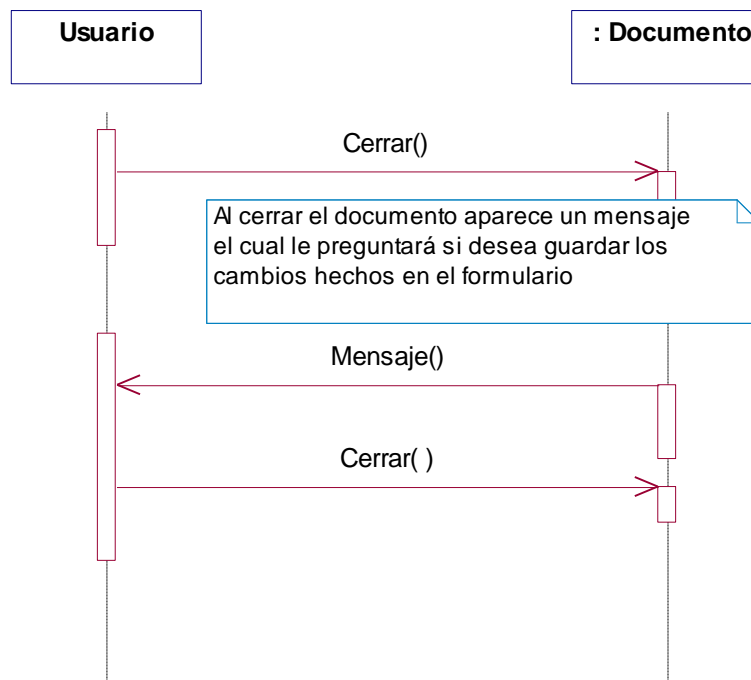 Usuario
: Documento
Cerrar()
Al cerrar el documento aparece un mensaje
el cual le preguntará si desea guardar los
cambios hechos en el formulario
Mensaje()
Cerrar( )